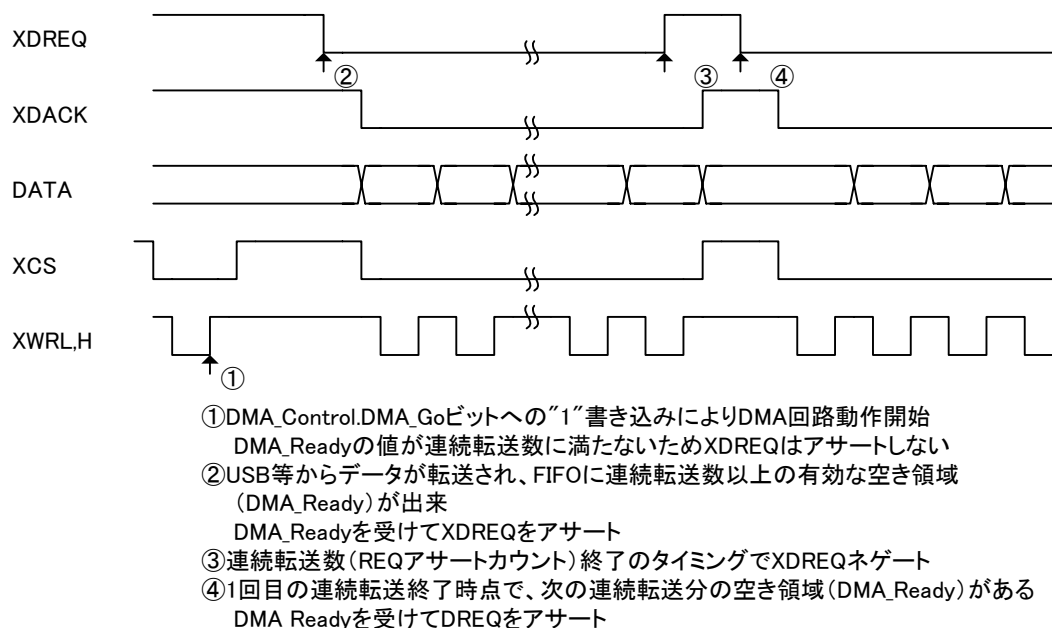 XDREQ
②
③
④
XDACK
DATA
XCS
XWRL,H
①
①DMA_Control.DMA_Goビットへの"1"書き込みによりDMA回路動作開始
DMA_Readyの値が連続転送数に満たないためXDREQはアサートしない
②USB等からデータが転送され、FIFOに連続転送数以上の有効な空き領域
（DMA_Ready）が出来
DMA_Readyを受けてXDREQをアサート
③連続転送数（REQアサートカウント）終了のタイミングでXDREQネゲート
④1回目の連続転送終了時点で、次の連続転送分の空き領域（DMA_Ready）がある
DMA_Readyを受けてDREQをアサート